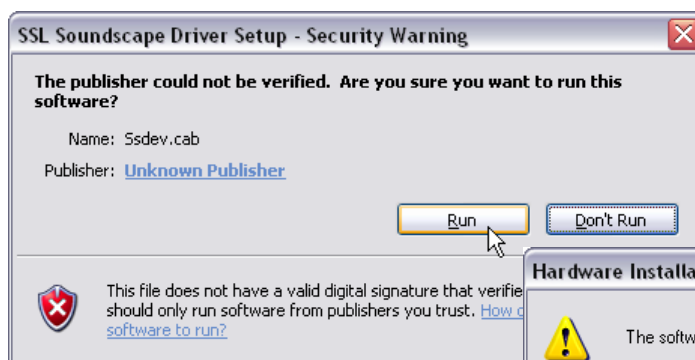 SSL Soundscape Driver Setup - Security Warning
The publisher could not be verified. Are you sure you want to run this
software?
Name: Ssdev.cab
Publisher: Unknown Publisher
Run
Don't Run
Hardware Installa
This file does not have a valid digital signature that verifie
should only run software from publishers you trust. How
software to run?
The softw